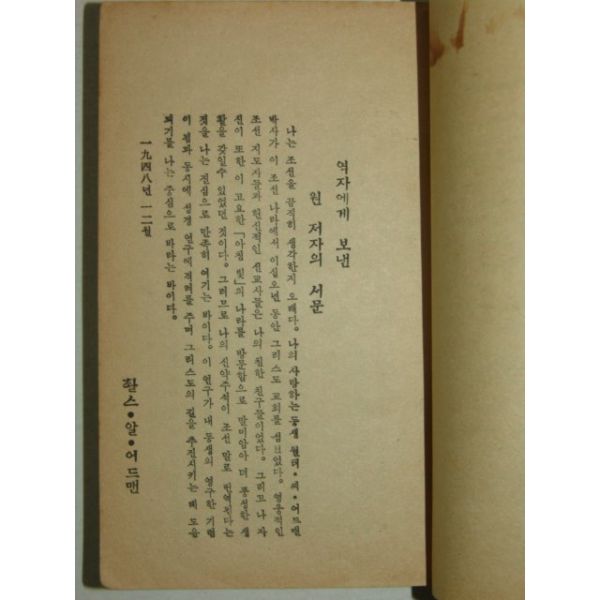 역자에게 보낸
원 저자의 서문
나는 조선을 끔직히 생각한지 오래다. 나의 사랑하는 동생 월터•씨•어드맨
박사가 이 조선 나라에서 이십오년 동안 그리스도 교회를 섬겼었다. 영웅적인
조선 지도자들과 헌신적인 선교사들은 나의 친한 친구들이었다. 그리고 나 자
신이 또한 이 고요한 「아침 빛」의 나라를 방문함으로 말미암아 더 풍성한 생
활을 갖일수 있었던 것이다. 그러므로 나의 신약주석이 조선 말로 번역된다는
것을 나는 진심으로 만족히 여기는 바이다. 이 연구가 내 동생의 영구한 기렴
이 됨과 동시에 성경 연구에 격려를 주며 그리스도의 길을 추진시키는 데 도움
되기를 나는 중심으로 바라는 바이다.
一九四八년 一二월
촬스•알•어드맨